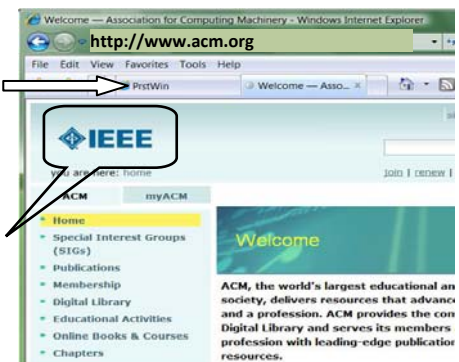 Welcome — Association for Computing Machinery - Windows Internet Explorer
http://www.acm.org
File Edit View Favorites Tools Help
PrstWin
Welcome — Asso... x
IEEE
you are here: home
join | renew |
ACM
myACM
Home
Special Interest Groups
(SIGs)
Publications
Membership
Digital Library
Educational Activities
Online Books & Courses
Chapters
Welcome
ACM, the world's largest educational an
society, delivers resources that advance
and a profession. ACM provides the com
Digital Library and serves its members
profession with leading-edge publication
resources.